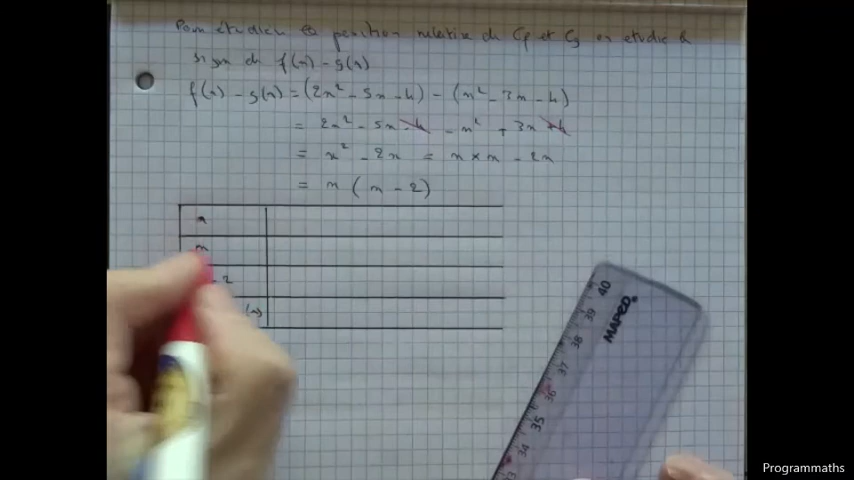 Pour étudier la position relative de Cf et Cg on étudie le
signe de f(x) - g(x)
f(x) - g(x) = (2x² - 5x - 4) - (x² - 3x - 4)
= 2x² - 5x - 4 - x² + 3x + 4
= x² - 2x = x × x - 2x
= x (x - 2)
x
x
- 2
(x)
40
39
38
37
36
35
34
33
MAPED
Programmaths